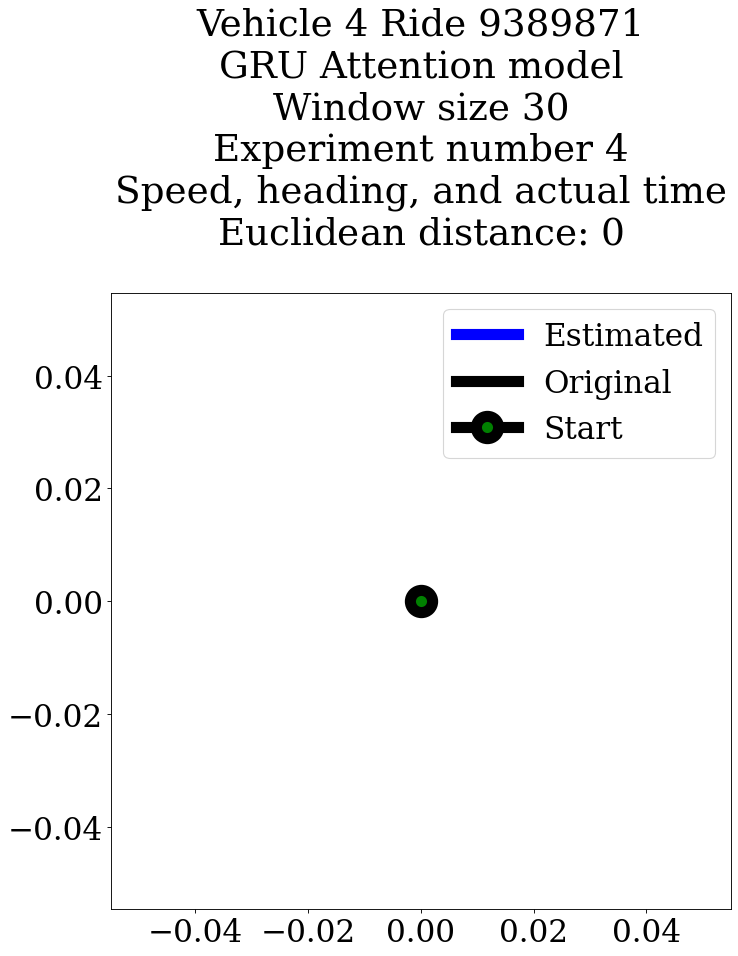 Vehicle 4 Ride 9389871
GRU Attention model
Window size 30
Experiment number 4
Speed, heading, and actual time
Euclidean distance: 0
Estimated
Original
Start
0.04
0.02
0.00
−0.02
−0.04
−0.04 −0.02 0.00 0.02 0.04